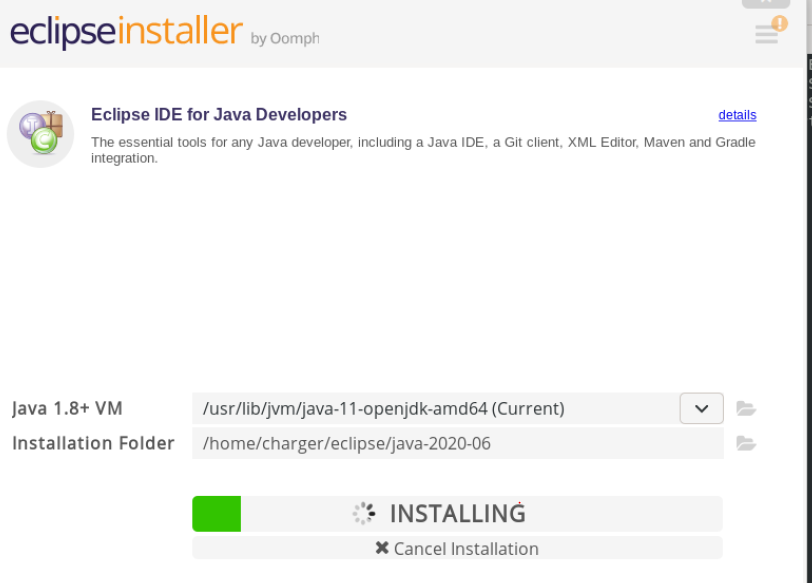 eclipseinstaller by Oomph
Eclipse IDE for Java Developers
details
The essential tools for any Java developer, including a Java IDE, a Git client, XML Editor, Maven and Gradle
integration.
Java 1.8+ VM
/usr/lib/jvm/java-11-openjdk-amd64 (Current)
Installation Folder
/home/charger/eclipse/java-2020-06
INSTALLING
✖ Cancel Installation